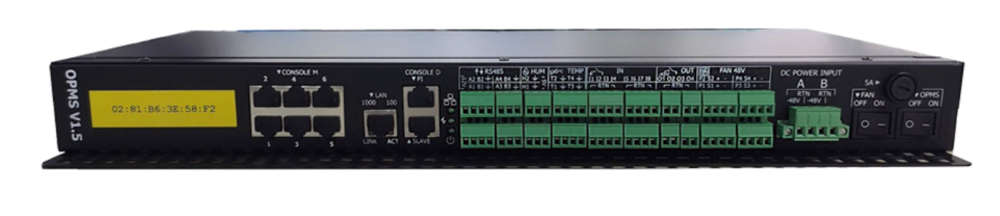 OPMS V1.5
02:81:B6:3E:58:F2
▼CONSOLE M
2 4 6
1 3 5
▼LAN
1000 100
LINK ACT
CONSOLE D
▼PI
▲SLAVE
RS485
A2 B2 A4 B4
A1 B1 A3 B3
HUM
H2
H1
TEMP
T2 T4
T1 T3
IN
I1 I2 I3 I4 I5 I6 I7 I8
RTN RTN
OUT
O1 O2 O3 O4
FAN 48V
P2 S2 + - P4 S4 + -
P1 S1 + - P3 S3 + -
DC POWER INPUT
A B
RTN RTN
-48V -48V
5A►
▼FAN
OFF ON
▼OPMS
OFF ON